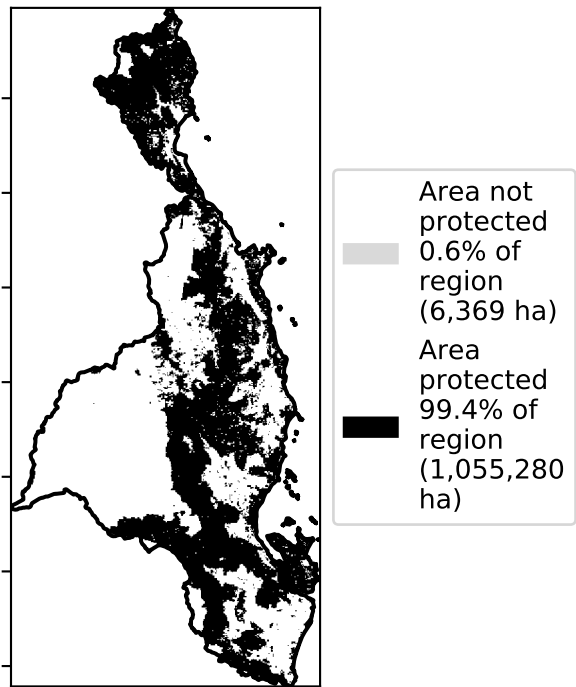 Area not
protected
0.6% of
region
(6,369 ha)
Area
protected
99.4% of
region
(1,055,280
ha)